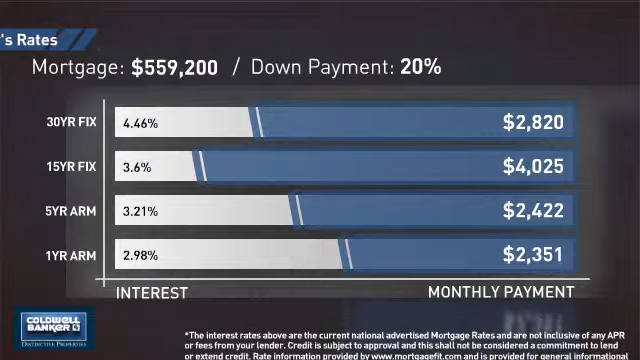 's Rates
Mortgage: $559,200 / Down Payment: 20%
30YR FIX 4.46% $2,820
15YR FIX 3.6% $4,025
5YR ARM 3.21% $2,422
1YR ARM 2.98% $2,351
INTEREST MONTHLY PAYMENT
COLDWELL
BANKER
DISTINCTIVE PROPERTIES
*The interest rates above are the current national advertised Mortgage Rates and are not inclusive of any APR
or fees from your lender. Credit is subject to approval and this shall not be considered a commitment to lend
or extend credit. Rate information provided by www.mortgagefit.com and is provided for general informational